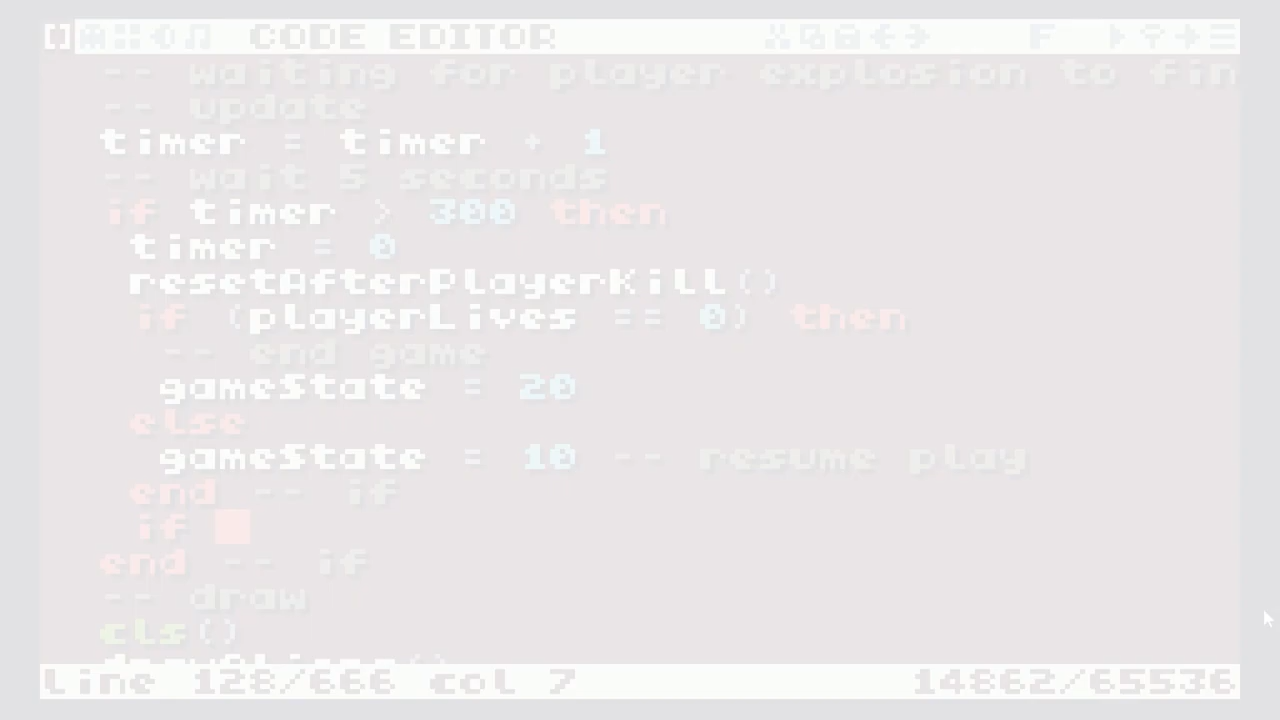 CODE EDITOR F
-- waiting for player explosion to fin
-- update
timer = timer + 1
-- wait 5 seconds
if timer > 300 then
timer = 0
resetAfterPlayerKill()
if (playerLives == 0) then
-- end game
gameState = 20
else
gameState = 10 -- resume play
end -- if
if
end -- if
-- draw
cls()
line 128/666 col 7 14862/65536